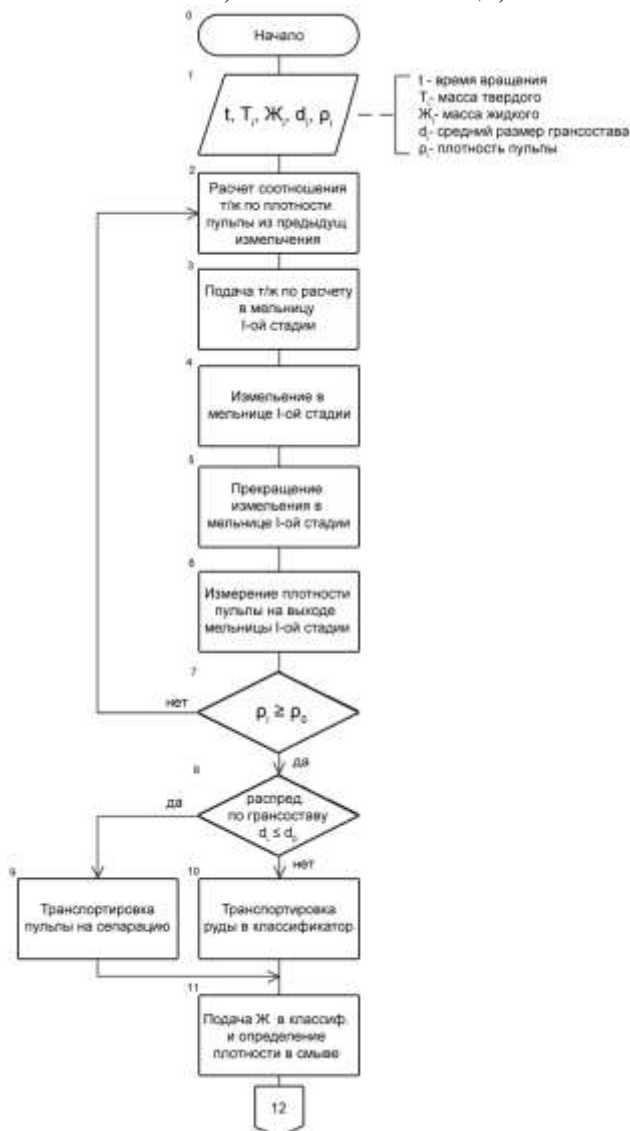 0
Начало
1
t, Tᵢ, Жᵢ, dᵢ, ρᵢ
t - время вращения
Tᵢ- масса твердого
Жᵢ- масса жидкого
dᵢ- средний размер грансостава
ρᵢ- плотность пульпы
2
Расчет соотношения
т/ж по плотности
пульпы из предыдущ
измельчения
3
Подача т/ж по расчету
в мельницу
I-ой стадии
4
Измельение в
мельнице I-ой стадии
5
Прекращение
измельения в
мельнице I-ой стадии
6
Измерение плотности
пульпы на выходе
мельницы I-ой стадии
7
нет
ρᵢ ≥ ρ₀
да
8
да
распред.
по грансоставу
dᵢ ≤ d₀
нет
9
Транспортировка
пульпы на сепарацию
10
Транспортировка
руды в классификатор
11
Подача Ж в классиф.
и определение
плотности в смыве
12